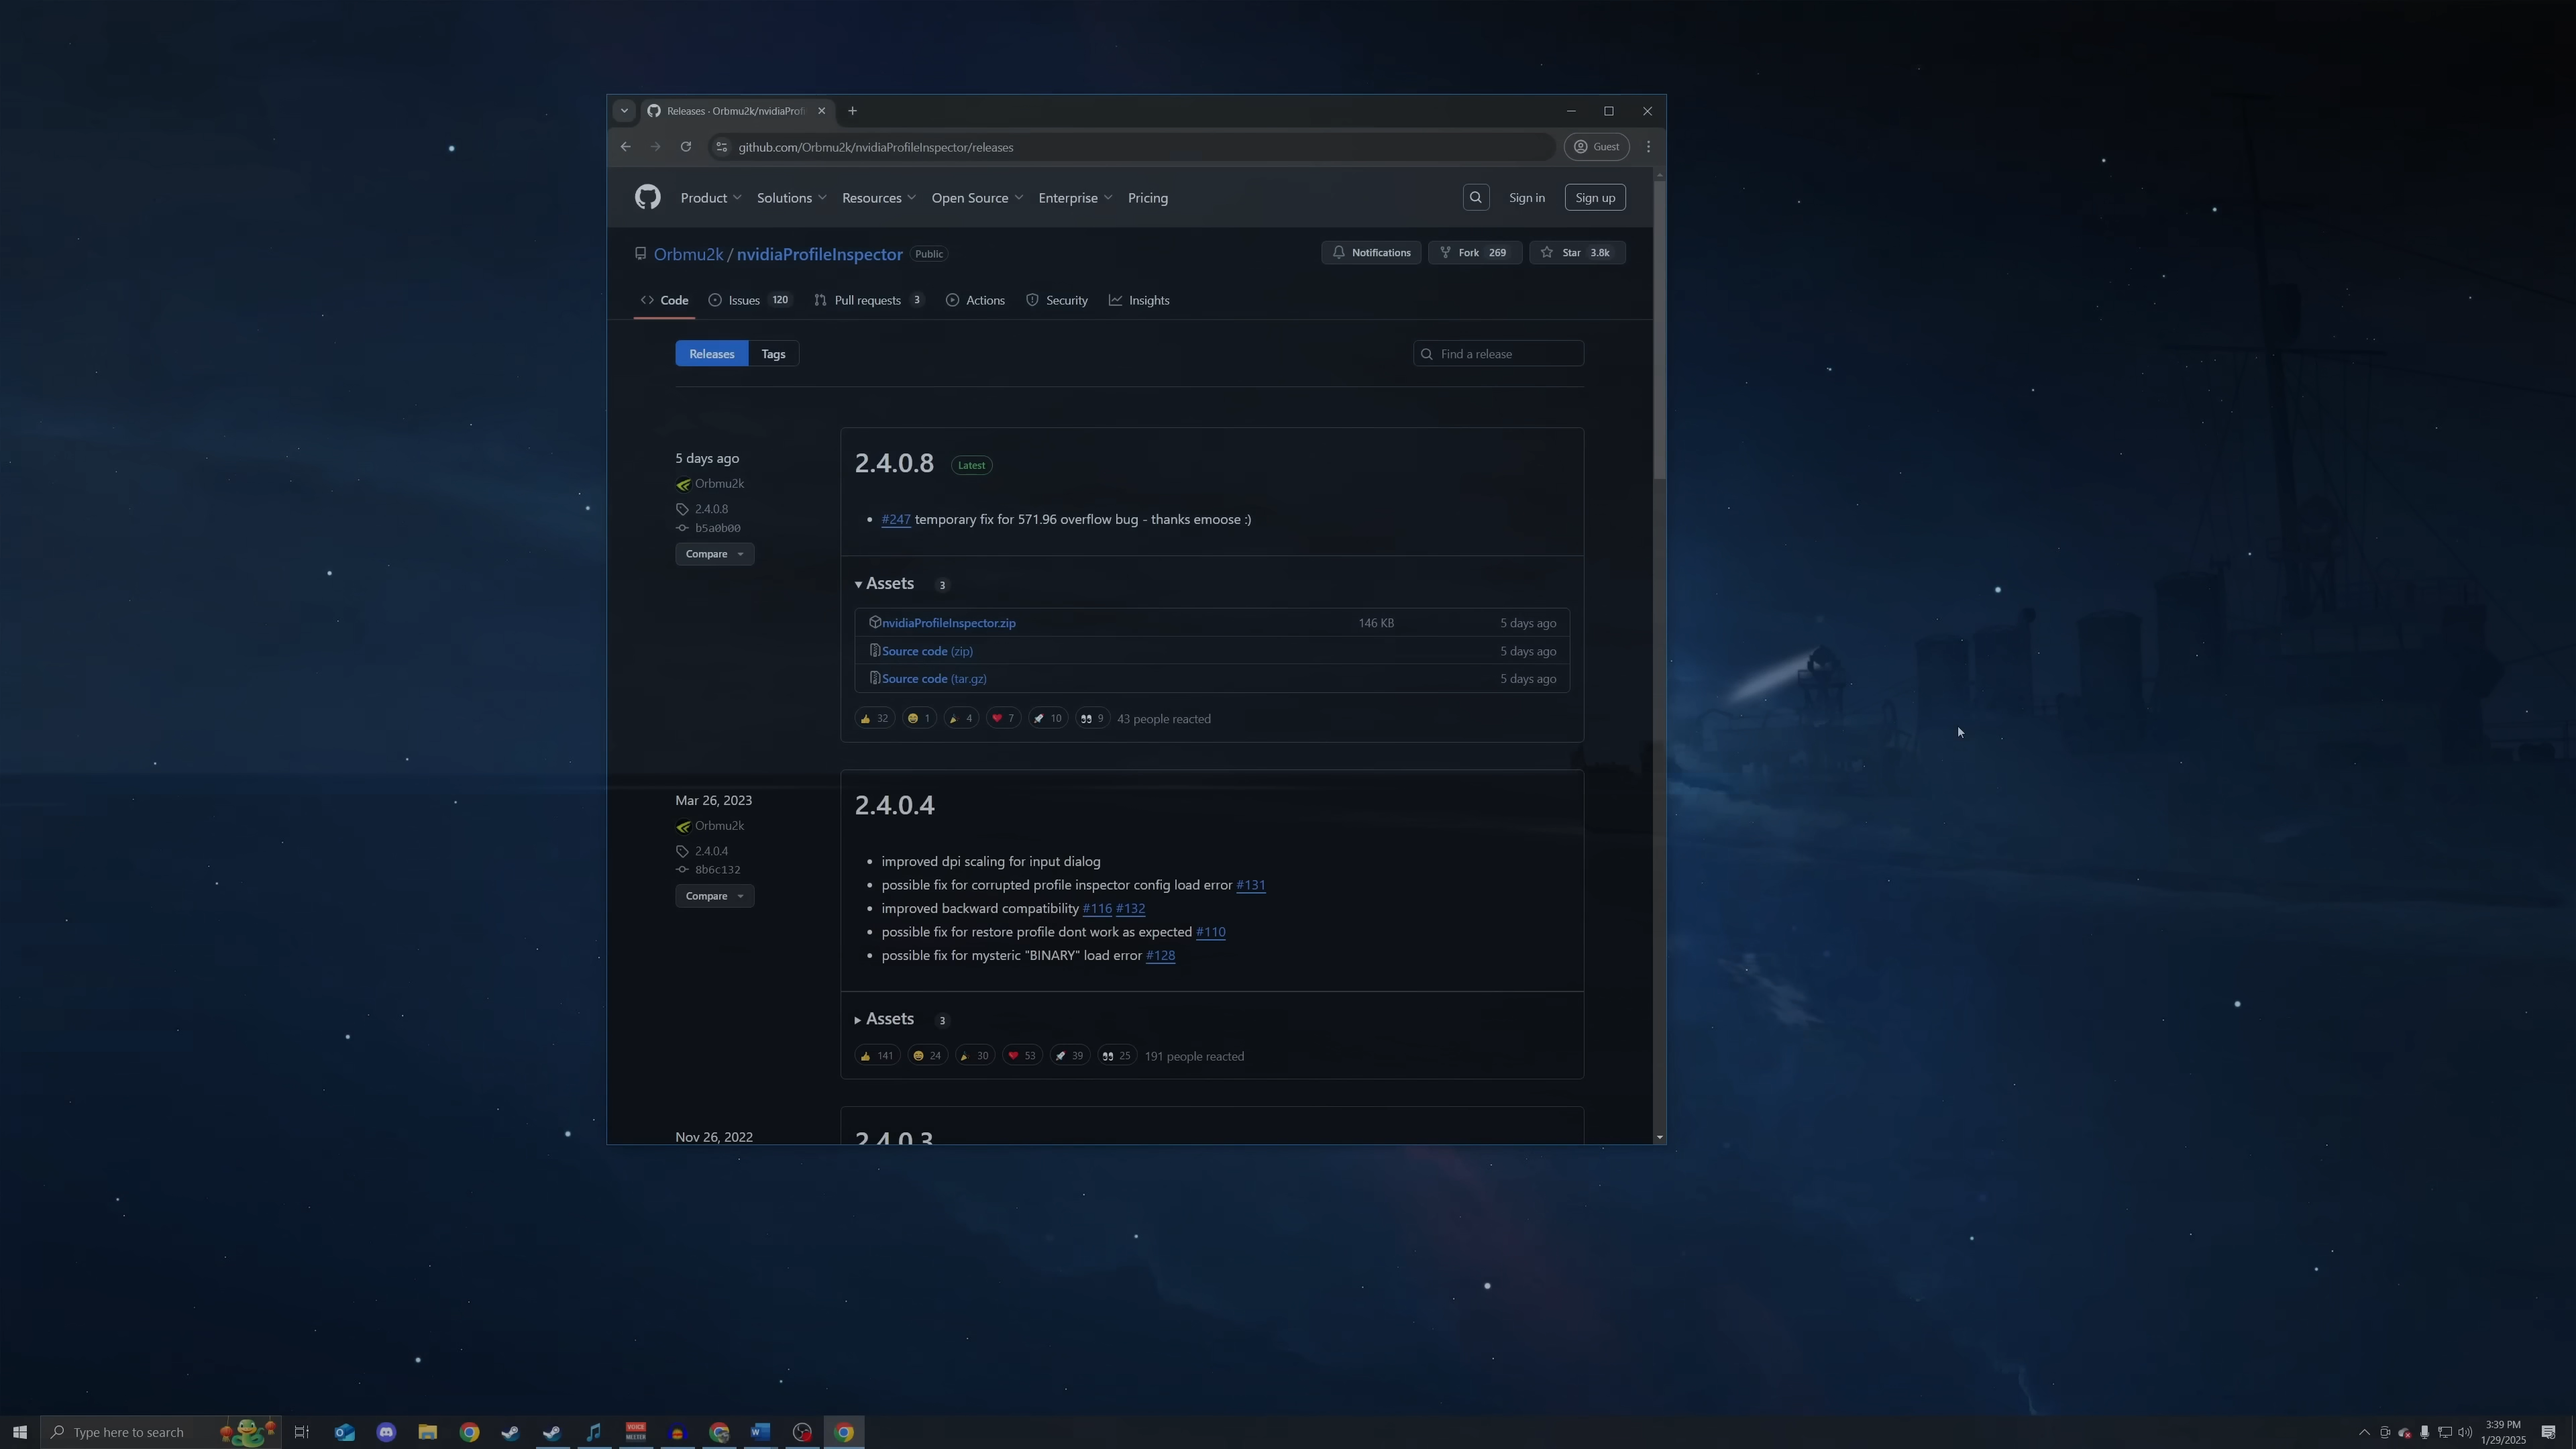 Releases · Orbmu2k/nvidiaProfi
github.com/Orbmu2k/nvidiaProfileInspector/releases
Guest
Product
Solutions
Resources
Open Source
Enterprise
Pricing
Sign in
Sign up
Orbmu2k / nvidiaProfileInspector
Public
Notifications
Fork 269
Star 3.8k
Code
Issues 120
Pull requests 3
Actions
Security
Insights
Releases
Tags
Find a release
5 days ago
Orbmu2k
2.4.0.8
b5a0b00
Compare
2.4.0.8 Latest
#247 temporary fix for 571.96 overflow bug - thanks emoose :)
Assets 3
nvidiaProfileInspector.zip 146 KB 5 days ago
Source code (zip) 5 days ago
Source code (tar.gz) 5 days ago
32 1 4 7 10 9 43 people reacted
Mar 26, 2023
Orbmu2k
2.4.0.4
8b6c132
Compare
2.4.0.4
improved dpi scaling for input dialog
possible fix for corrupted profile inspector config load error #131
improved backward compatibility #116 #132
possible fix for restore profile dont work as expected #110
possible fix for mysteric "BINARY" load error #128
Assets 3
141 24 30 53 39 25 191 people reacted
Nov 26, 2022
2.4.0.3
Type here to search
VOICE
MEETER
3:39 PM
1/29/2025